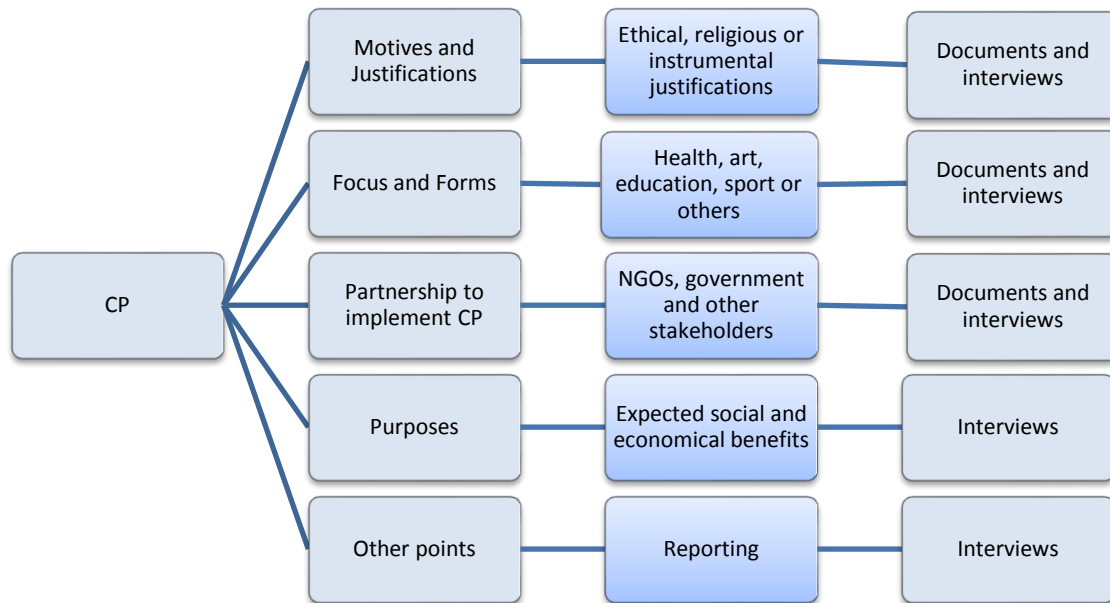 Motives and
Justifications
Ethical, religious or
instrumental
justifications
Documents and
interviews
Focus and Forms
Health, art,
education, sport or
others
Documents and
interviews
CP
Partnership to
implement CP
NGOs, government
and other
stakeholders
Documents and
interviews
Purposes
Expected social and
economical benefits
Interviews
Other points
Reporting
Interviews